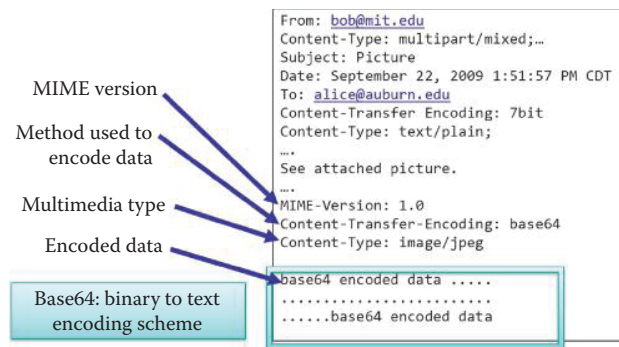 MIME version
Method used to
encode data
Multimedia type
Encoded data
Base64: binary to text
encoding scheme
From: bob@mit.edu
Content-Type: multipart/mixed;…
Subject: Picture
Date: September 22, 2009 1:51:57 PM CDT
To: alice@auburn.edu
Content-Transfer Encoding: 7bit
Content-Type: text/plain;
….
See attached picture.
….
MIME-Version: 1.0
Content-Transfer-Encoding: base64
Content-Type: image/jpeg
base64 encoded data .....
.........................
......base64 encoded data